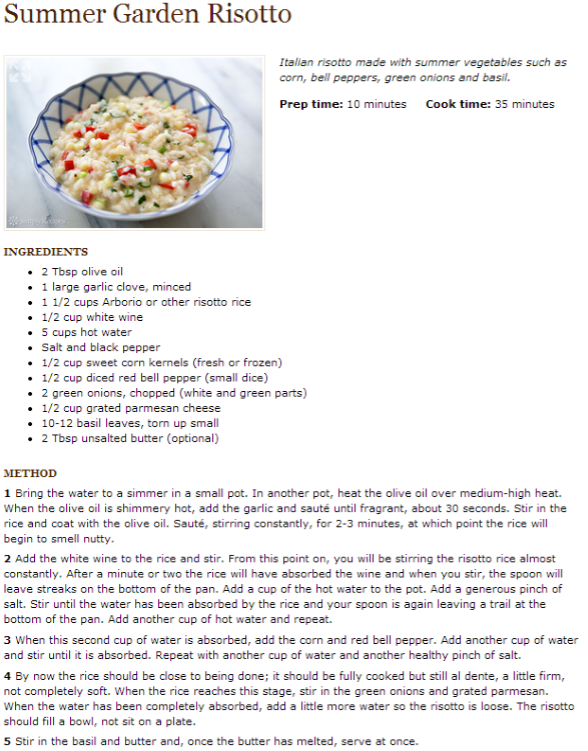 Summer Garden Risotto
Italian risotto made with summer vegetables such as
corn, bell peppers, green onions and basil.
Prep time: 10 minutes Cook time: 35 minutes
INGREDIENTS
• 2 Tbsp olive oil
• 1 large garlic clove, minced
• 1 1/2 cups Arborio or other risotto rice
• 1/2 cup white wine
• 5 cups hot water
• Salt and black pepper
• 1/2 cup sweet corn kernels (fresh or frozen)
• 1/2 cup diced red bell pepper (small dice)
• 2 green onions, chopped (white and green parts)
• 1/2 cup grated parmesan cheese
• 10-12 basil leaves, torn up small
• 2 Tbsp unsalted butter (optional)
METHOD
1 Bring the water to a simmer in a small pot. In another pot, heat the olive oil over medium-high heat.
When the olive oil is shimmery hot, add the garlic and sauté until fragrant, about 30 seconds. Stir in the
rice and coat with the olive oil. Sauté, stirring constantly, for 2-3 minutes, at which point the rice will
begin to smell nutty.
2 Add the white wine to the rice and stir. From this point on, you will be stirring the risotto rice almost
constantly. After a minute or two the rice will have absorbed the wine and when you stir, the spoon will
leave streaks on the bottom of the pan. Add a cup of the hot water to the pot. Add a generous pinch of
salt. Stir until the water has been absorbed by the rice and your spoon is again leaving a trail at the
bottom of the pan. Add another cup of hot water and repeat.
3 When this second cup of water is absorbed, add the corn and red bell pepper. Add another cup of water
and stir until it is absorbed. Repeat with another cup of water and another healthy pinch of salt.
4 By now the rice should be close to being done; it should be fully cooked but still al dente, a little firm,
not completely soft. When the rice reaches this stage, stir in the green onions and grated parmesan.
When the water has been completely absorbed, add a little more water so the risotto is loose. The risotto
should fill a bowl, not sit on a plate.
5 Stir in the basil and butter and, once the butter has melted, serve at once.